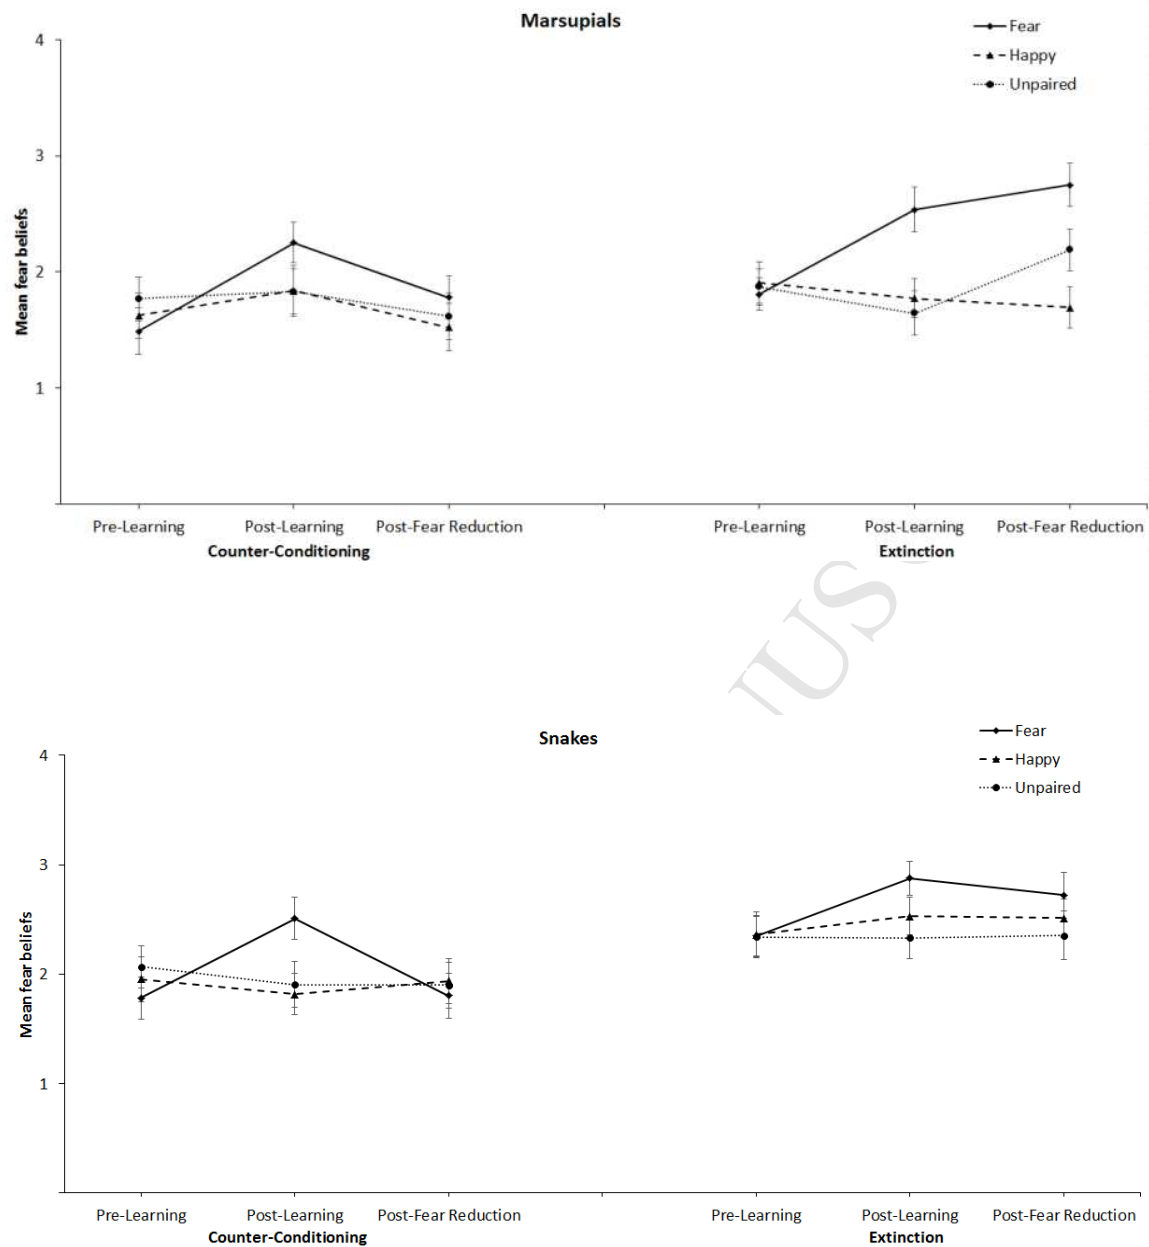 Marsupials
Fear
Happy
Unpaired
4
3
2
1
Mean fear beliefs
Pre-Learning Post-Learning Post-Fear Reduction Pre-Learning Post-Learning Post-Fear Reduction
Counter-Conditioning Extinction
US
Snakes
Fear
Happy
Unpaired
4
3
2
1
Mean fear beliefs
Pre-Learning Post-Learning Post-Fear Reduction Pre-Learning Post-Learning Post-Fear Reduction
Counter-Conditioning Extinction